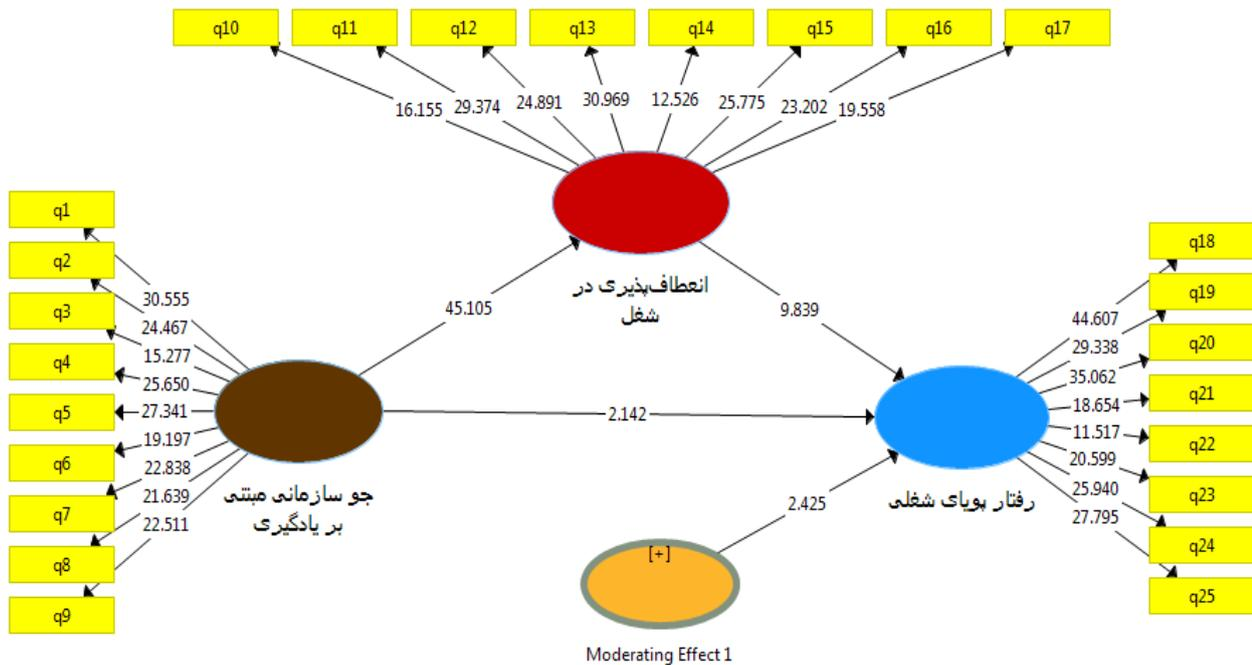 q10
q11
q12
q13
q14
q15
q16
q17
16.155
29.374
24.891
30.969
12.526
25.775
23.202
19.558
q1
q2
q3
q4
q5
q6
q7
q8
q9
30.555
24.467
15.277
25.650
27.341
19.197
22.838
21.639
22.511
جو سازمانی مبتنی
بر یادگیری
45.105
انعطاف‌پذیری در
شغل
9.839
2.142
رفتار پویای شغلی
2.425
[+]
Moderating Effect 1
44.607
29.338
35.062
18.654
11.517
20.599
25.940
27.795
q18
q19
q20
q21
q22
q23
q24
q25